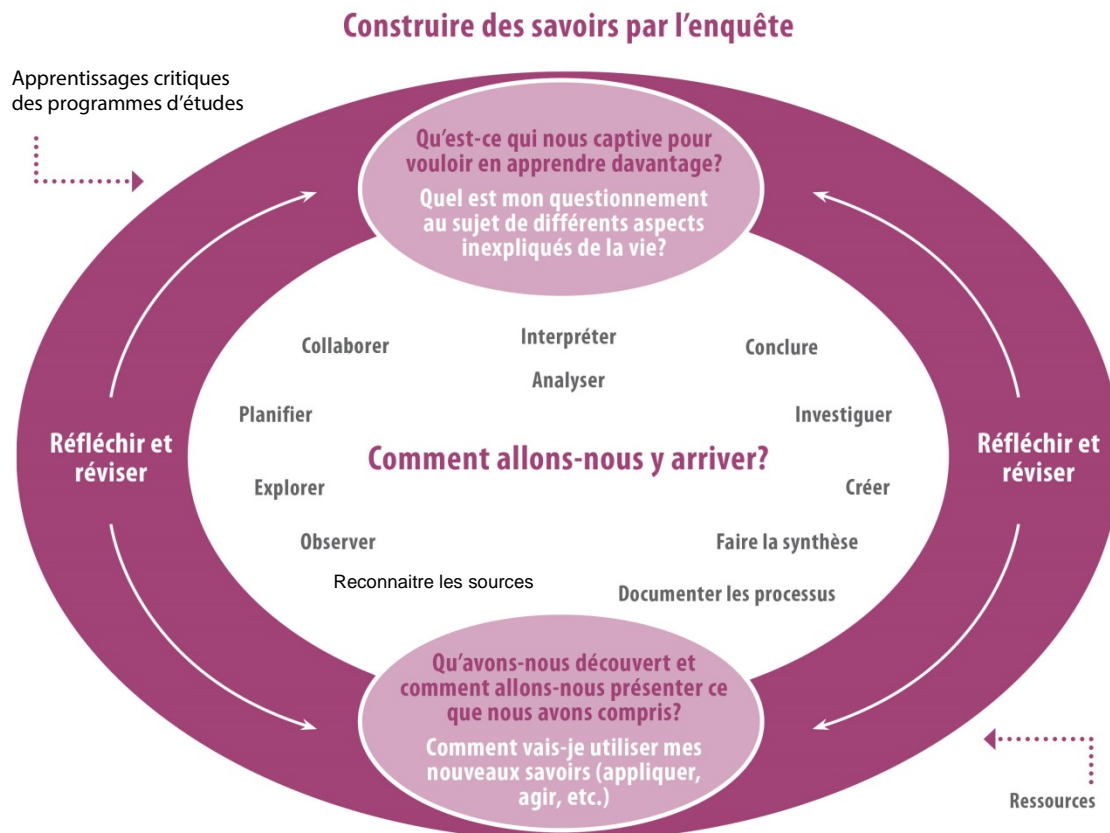 Construire des savoirs par l'enquête
Apprentissages critiques
des programmes d'études
Qu'est-ce qui nous captive pour
vouloir en apprendre davantage?
Quel est mon questionnement
au sujet de différents aspects
inexpliqués de la vie?
Collaborer
Interpréter
Conclure
Analyser
Planifier
Investiguer
Réfléchir et
réviser
Comment allons-nous y arriver?
Réfléchir et
réviser
Explorer
Créer
Observer
Faire la synthèse
Reconnaitre les sources
Documenter les processus
Qu'avons-nous découvert et
comment allons-nous présenter ce
que nous avons compris?
Comment vais-je utiliser mes
nouveaux savoirs (appliquer,
agir, etc.)
Ressources